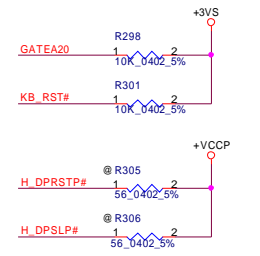 +3VS
R298
GATEA20 1 2
10K_0402_5%
R301
KB_RST# 1 2
10K_0402_5%
+VCCP
@ R305
H_DPRSTP# 1 2
56_0402_5%
@ R306
H_DPSLP# 1 2
56_0402_5%